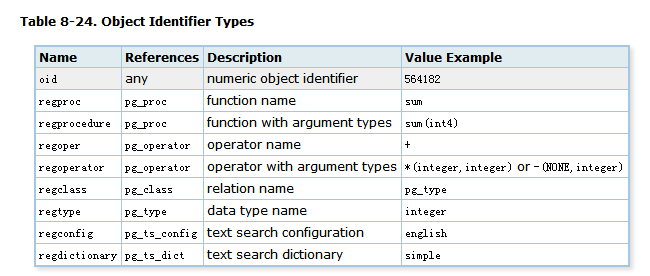 Table 8-24. Object Identifier Types
Name References Description Value Example
oid any numeric object identifier 564182
regproc pg_proc function name sum
regprocedure pg_proc function with argument types sum(int4)
regoper pg_operator operator name +
regoperator pg_operator operator with argument types *(integer,integer) or -(NONE,integer)
regclass pg_class relation name pg_type
regtype pg_type data type name integer
regconfig pg_ts_config text search configuration english
regdictionary pg_ts_dict text search dictionary simple